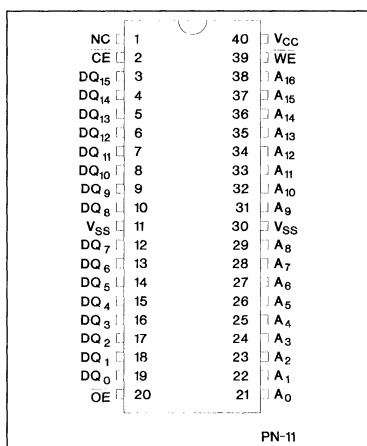 NC 1 40 VCC
CE 2 39 WE
DQ15 3 38 A16
DQ14 4 37 A15
DQ13 5 36 A14
DQ12 6 35 A13
DQ11 7 34 A12
DQ10 8 33 A11
DQ9 9 32 A10
DQ8 10 31 A9
VSS 11 30 VSS
DQ7 12 29 A8
DQ6 13 28 A7
DQ5 14 27 A6
DQ4 15 26 A5
DQ3 16 25 A4
DQ2 17 24 A3
DQ1 18 23 A2
DQ0 19 22 A1
OE 20 21 A0
PN-11